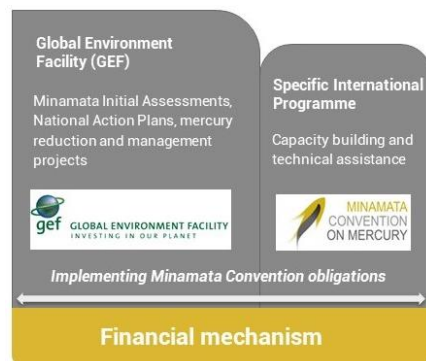 Global Environment
Facility (GEF)
Minamata Initial Assessments,
National Action Plans, mercury
reduction and management
projects
gef
GLOBAL ENVIRONMENT FACILITY
INVESTING IN OUR PLANET
Specific International
Programme
Capacity building and
technical assistance
MINAMATA
CONVENTION
ON MERCURY
Implementing Minamata Convention obligations
Financial mechanism